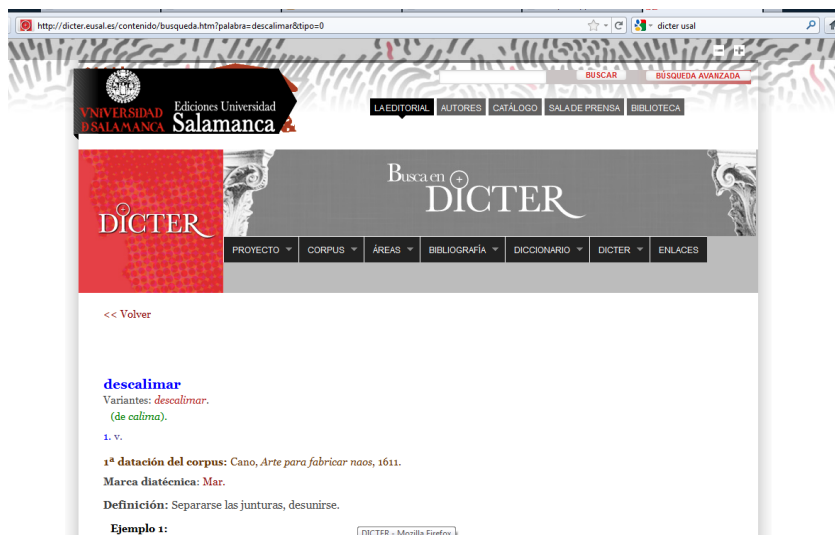 http://dicter.eusal.es/contenido/busqueda.htm?palabra=descalimar&tipo=0
dicter usal
BUSCAR
BÚSQUEDA AVANZADA
VNIVERSIDAD
D SALAMANCA
Ediciones Universidad
Salamanca
LA EDITORIAL AUTORES CATÁLOGO SALA DE PRENSA BIBLIOTECA
DICTER
Busca en
DICTER
PROYECTO CORPUS ÁREAS BIBLIOGRAFÍA DICCIONARIO DICTER ENLACES
<< Volver
descalimar
Variantes: descalimar.
(de calima).
1. v.
1ª datación del corpus: Cano, Arte para fabricar naos, 1611.
Marca diatécnica: Mar.
Definición: Separarse las junturas, desunirse.
Ejemplo 1:
DICTER - Mozilla Firefox